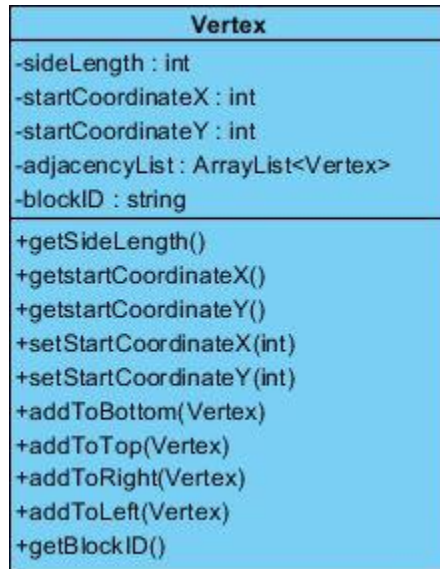 Vertex
-sideLength : int
-startCoordinateX : int
-startCoordinateY : int
-adjacencyList : ArrayList<Vertex>
-blockID : string
+getSideLength()
+getstartCoordinateX()
+getstartCoordinateY()
+setStartCoordinateX(int)
+setStartCoordinateY(int)
+addToBottom(Vertex)
+addToTop(Vertex)
+addToRight(Vertex)
+addToLeft(Vertex)
+getBlockID()